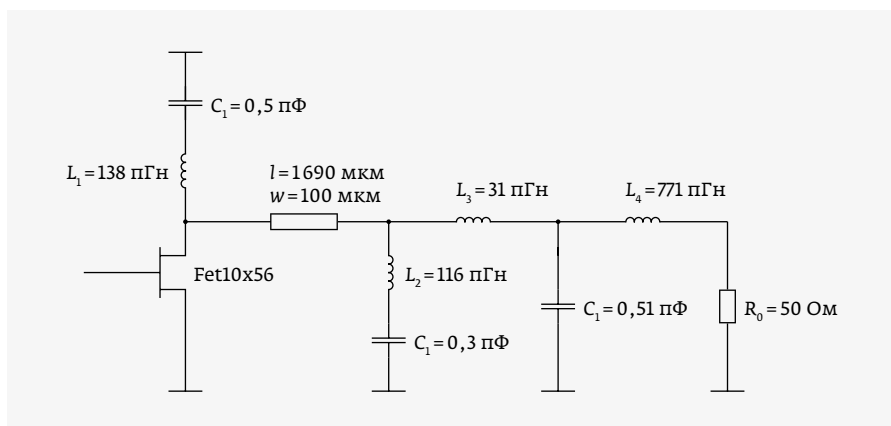 C₁ = 0,5 пФ
L₁ = 138 пГн
l = 1690 мкм
w = 100 мкм
L₃ = 31 пГн
L₄ = 771 пГн
Fet10x56
L₂ = 116 пГн
C₁ = 0,51 пФ
R₀ = 50 Ом
C₁ = 0,3 пФ